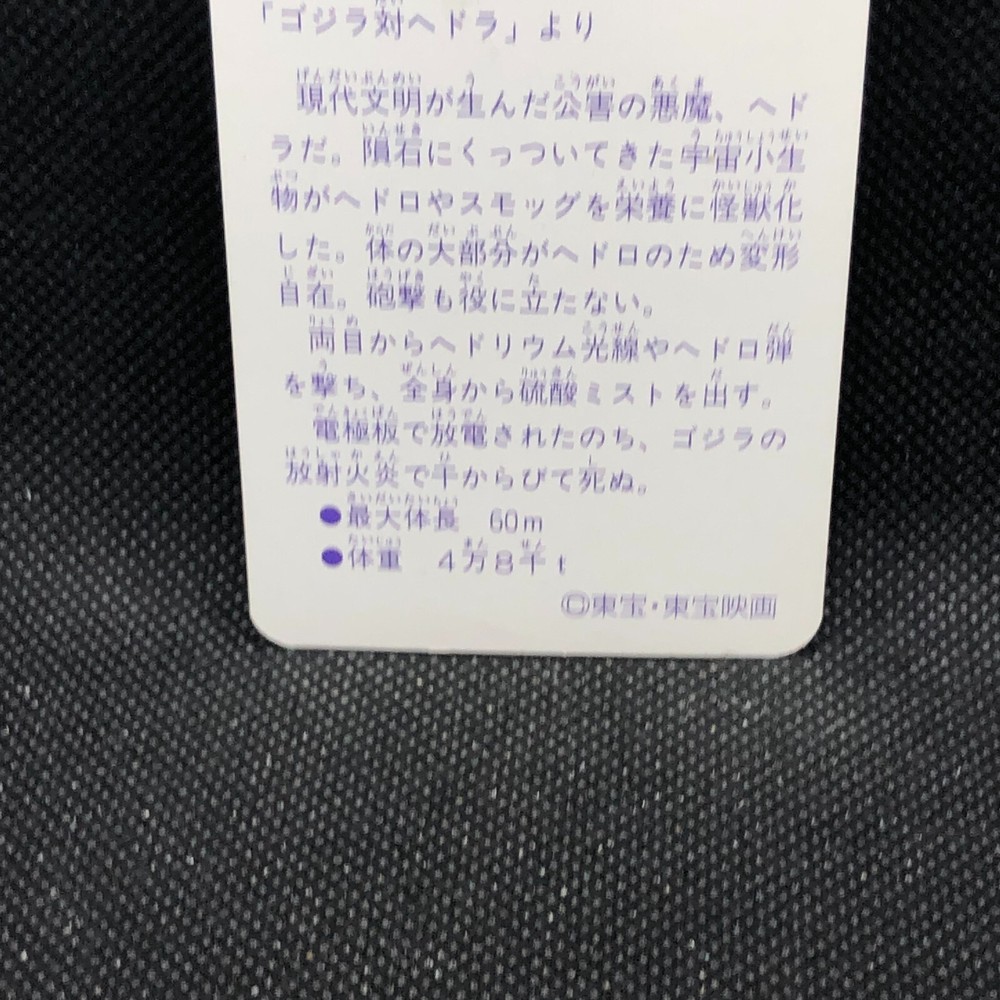 「ゴジラ対ヘドラ」より
現代文明が生んだ公害の悪魔、ヘド
ラだ。隕石にくっついてきた宇宙小生
物がヘドロやスモッグを栄養に怪獣化
した。体の大部分がヘドロのため変形
自在。砲撃も役に立たない。
両目からヘドリウム光線やヘドロ弾
を撃ち、全身から硫酸ミストを出す。
電極板で放電されたのち、ゴジラの
放射火炎で干からびて死ぬ。
●最大体長 60m
●体重 4万8千t
©東宝・東宝映画